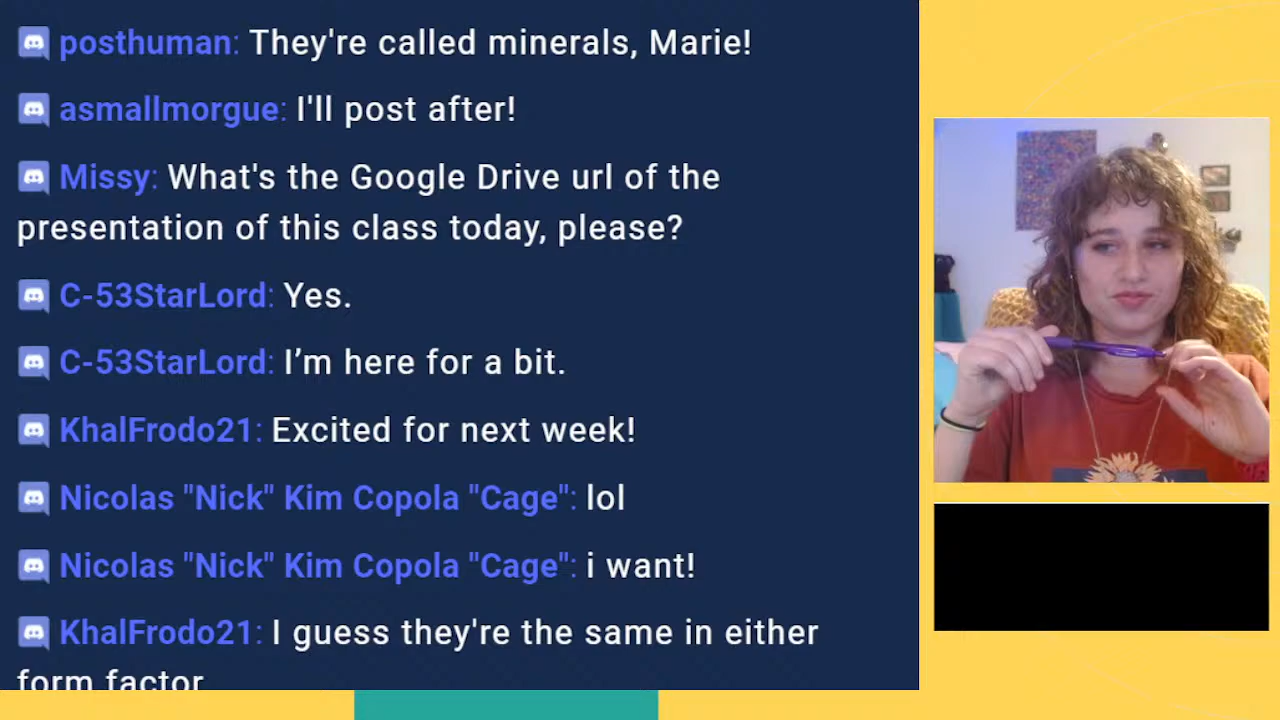 posthuman: They're called minerals, Marie!
asmallmorgue: I'll post after!
Missy: What's the Google Drive url of the
presentation of this class today, please?
C-53StarLord: Yes.
C-53StarLord: I’m here for a bit.
KhalFrodo21: Excited for next week!
Nicolas "Nick" Kim Copola "Cage": lol
Nicolas "Nick" Kim Copola "Cage": i want!
KhalFrodo21: I guess they're the same in either
form factor